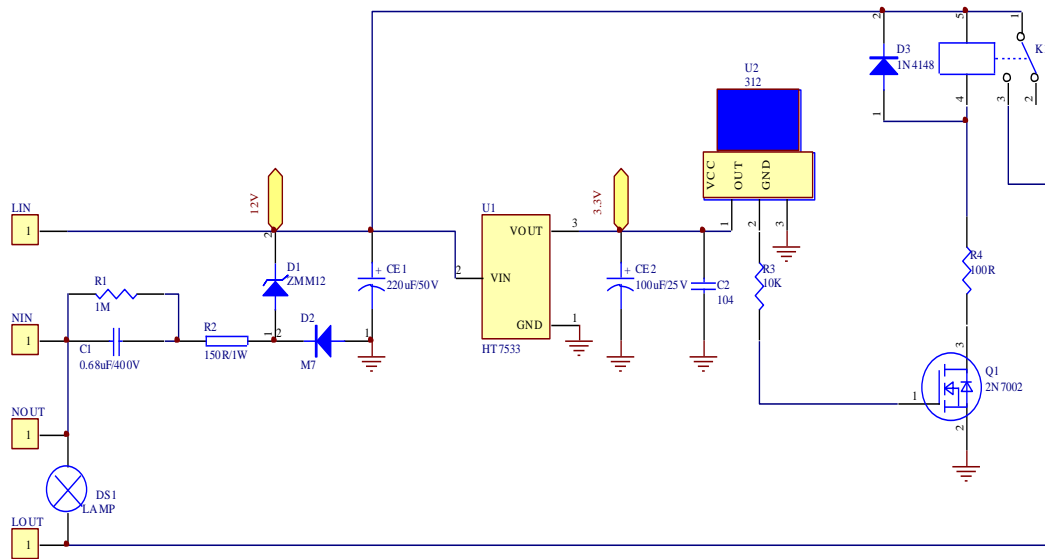 2
5
1
D3
1N4148
K
1
4
3
2
U2
312
VCC
OUT
GND
1
2
3
12V
2
3.3V
LIN
1
U1
VOUT
3
2
VIN
GND
1
HT7533
D1
ZMM12
CE1
220uF/50V
+
CE2
100uF/25V
+
C2
104
R3
10K
R4
100R
R1
1M
NIN
1
C1
0.68uF/400V
R2
150R/1W
1
2
D2
M7
1
3
Q1
2N7002
1
2
NOUT
1
DS1
LAMP
LOUT
1